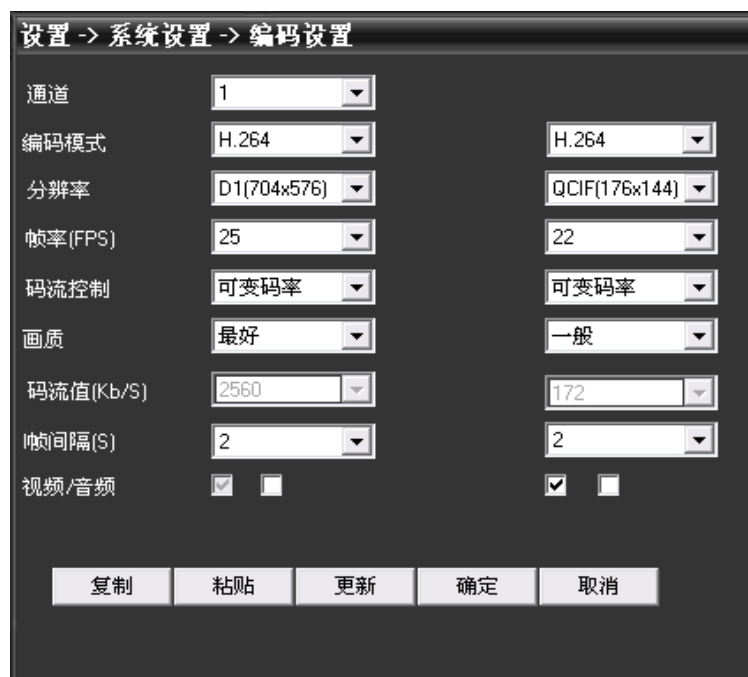 设置 -> 系统设置 -> 编码设置
通道 1
编码模式 H.264 H.264
分辨率 D1(704x576) QCIF(176x144)
帧率(FPS) 25 22
码流控制 可变码率 可变码率
画质 最好 一般
码流值(Kb/S) 2560 172
I帧间隔(S) 2 2
视频/音频
复制 粘贴 更新 确定 取消